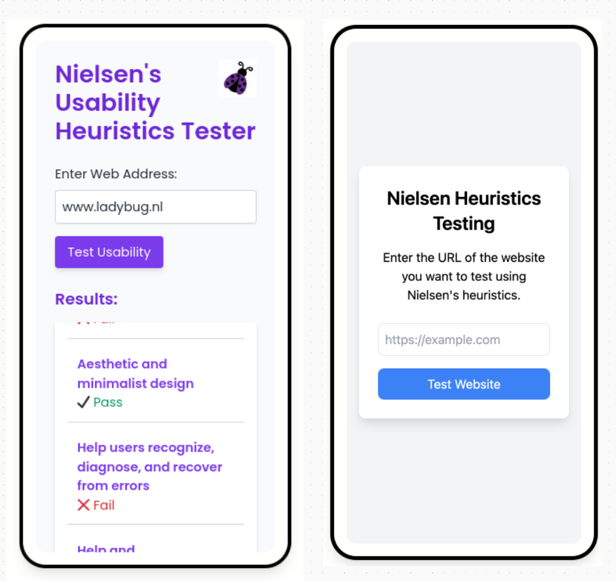 Nielsen's
Usability
Heuristics Tester
Enter Web Address:
www.ladybug.nl
Test Usability
Results:
Aesthetic and
minimalist design
✓ Pass
Help users recognize,
diagnose, and recover
from errors
❌ Fail
Help and
Nielsen Heuristics
Testing
Enter the URL of the website
you want to test using
Nielsen's heuristics.
https://example.com
Test Website